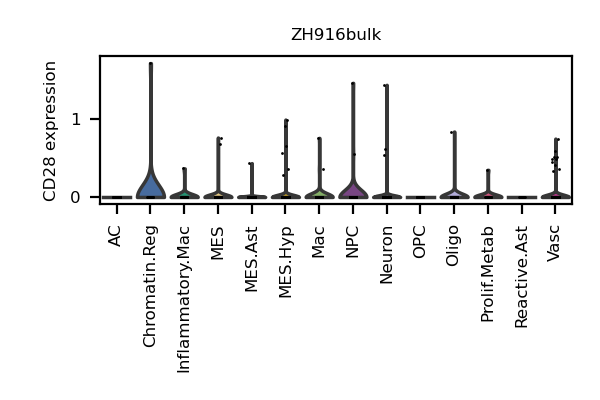 ZH916bulk
CD28 expression
1
0
AC
Chromatin.Reg
Inflammatory.Mac
MES
MES.Ast
MES.Hyp
Mac
NPC
Neuron
OPC
Oligo
Prolif.Metab
Reactive.Ast
Vasc